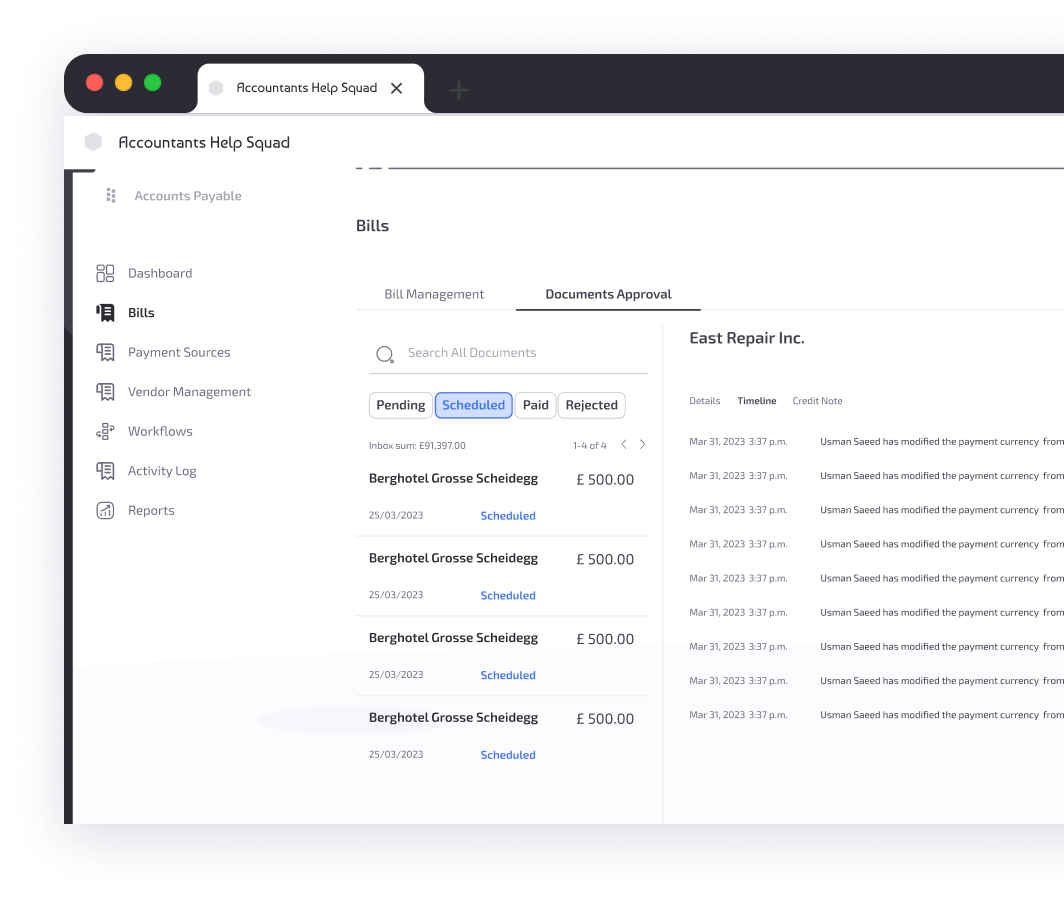 Accountants Help Squad
Accountants Help Squad
Accounts Payable
Dashboard
Bills
Payment Sources
Vendor Management
Workflows
Activity Log
Reports
Bills
Bill Management
Documents Approval
Search All Documents
Pending
Scheduled
Paid
Rejected
Inbox sum: £91,397.00
1-4 of 4
Berghotel Grosse Scheidegg
£ 500.00
25/03/2023
Scheduled
Berghotel Grosse Scheidegg
£ 500.00
25/03/2023
Scheduled
Berghotel Grosse Scheidegg
£ 500.00
25/03/2023
Scheduled
Berghotel Grosse Scheidegg
£ 500.00
25/03/2023
Scheduled
East Repair Inc.
Details
Timeline
Credit Note
Mar 31, 2023 3:37 p.m. Usman Saeed has modified the payment currency from
Mar 31, 2023 3:37 p.m. Usman Saeed has modified the payment currency from
Mar 31, 2023 3:37 p.m. Usman Saeed has modified the payment currency from
Mar 31, 2023 3:37 p.m. Usman Saeed has modified the payment currency from
Mar 31, 2023 3:37 p.m. Usman Saeed has modified the payment currency from
Mar 31, 2023 3:37 p.m. Usman Saeed has modified the payment currency from
Mar 31, 2023 3:37 p.m. Usman Saeed has modified the payment currency from
Mar 31, 2023 3:37 p.m. Usman Saeed has modified the payment currency from
Mar 31, 2023 3:37 p.m. Usman Saeed has modified the payment currency from